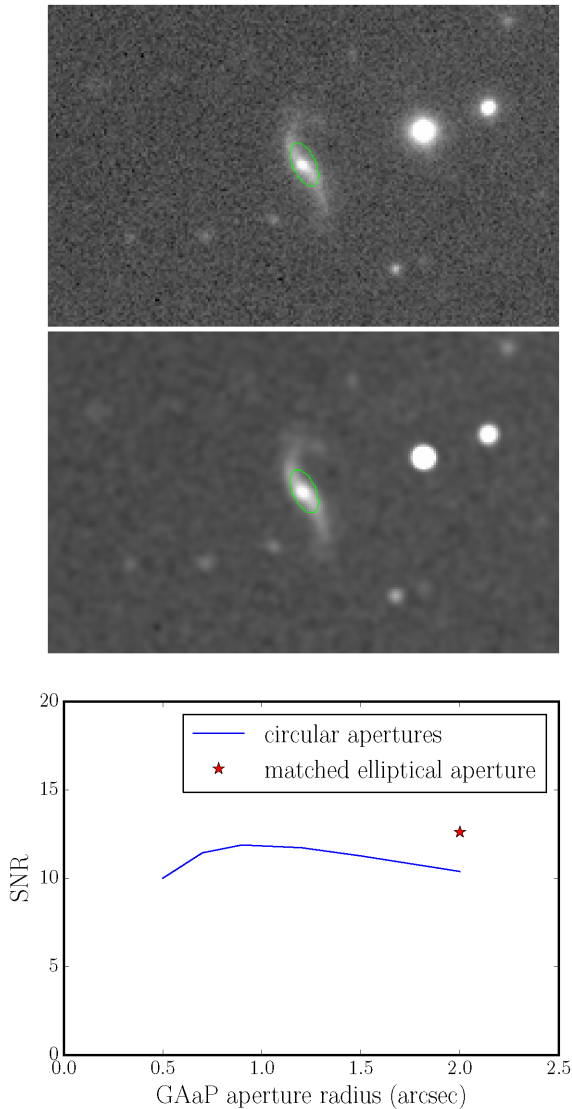 20
15
10
5
0
SNR
circular apertures
matched elliptical aperture
0.0 0.5 1.0 1.5 2.0 2.5
GAaP aperture radius (arcsec)